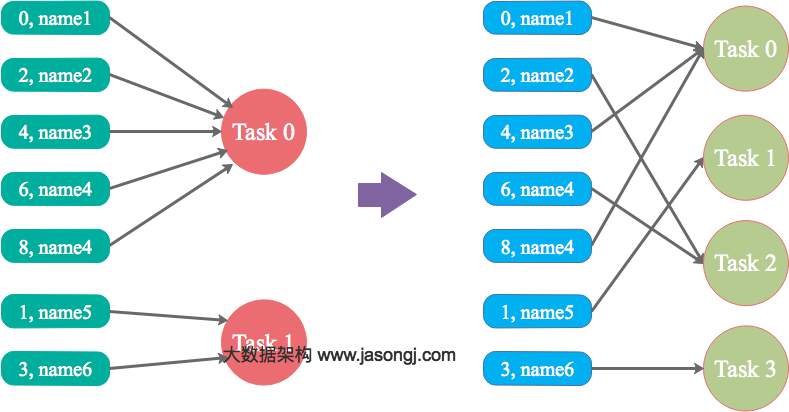 0, name1
2, name2
4, name3
6, name4
8, name4
1, name5
3, name6
Task 0
Task 1
大数据架构 www.jasongj.com
0, name1
2, name2
4, name3
6, name4
8, name4
1, name5
3, name6
Task 0
Task 1
Task 2
Task 3